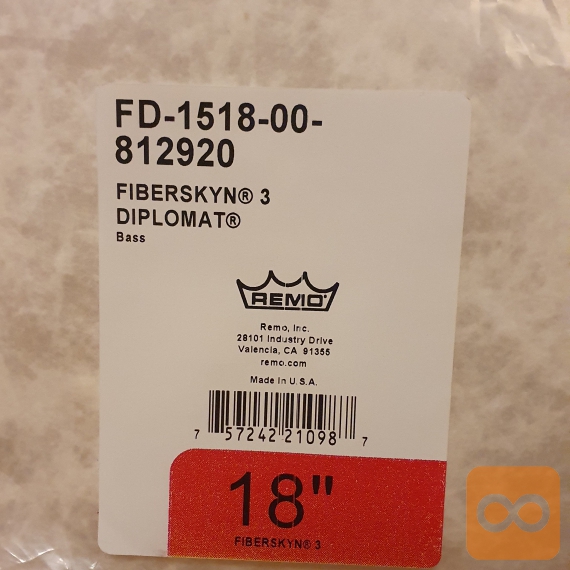 FD-1518-00-
812920
FIBERSKYN® 3
DIPLOMAT®
Bass
REMO
Remo, Inc.
28101 Industry Drive
Valencia, CA 91355
remo.com
Made in U.S.A.
7 57242 21098 7
18"
FIBERSKYN® 3